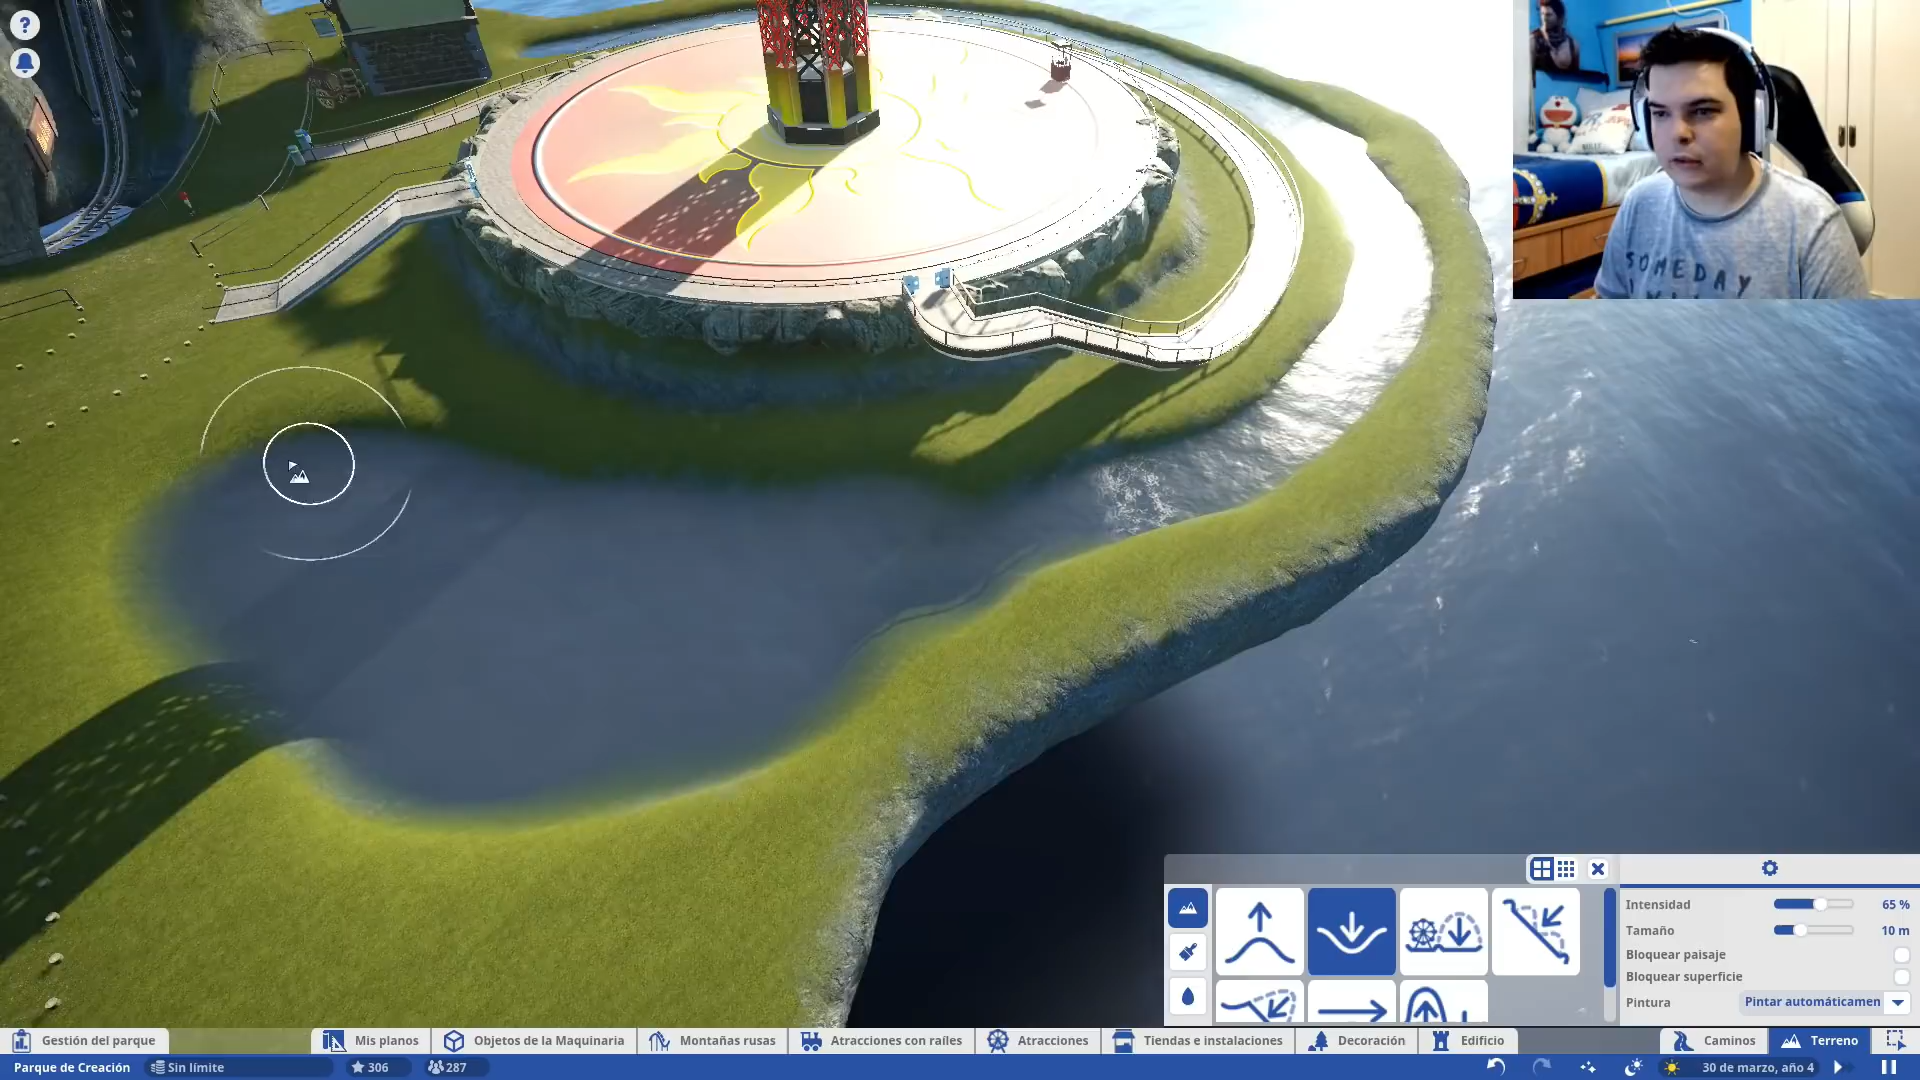 ?
SOMEDAY
Intensidad 65 %
Tamaño 10 m
Bloquear paisaje
Bloquear superficie
Pintura Pintar automáticamen
Gestión del parque Mis planos Objetos de la Maquinaria Montañas rusas Atracciones con raíles Atracciones Tiendas e instalaciones Decoración Edificio Caminos Terreno
Parque de Creación Sin límite 306 287 30 de marzo, año 4